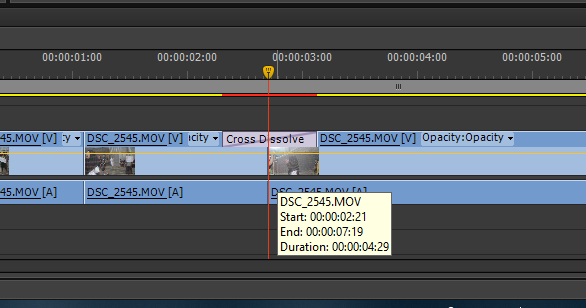 00:00:01:00 00:00:02:00 00:00:03:00 00:00:04:00 00:00:05:00
45.MOV [V] acity DSC_2545.MOV [V] acity Cross Dissolve DSC_2545.MOV [V] Opacity:Opacity
45.MOV [A] DSC_2545.MOV [A] DSC_2545.MOV [A]
DSC_2545.MOV
Start: 00:00:02:21
End: 00:00:07:19
Duration: 00:00:04:29